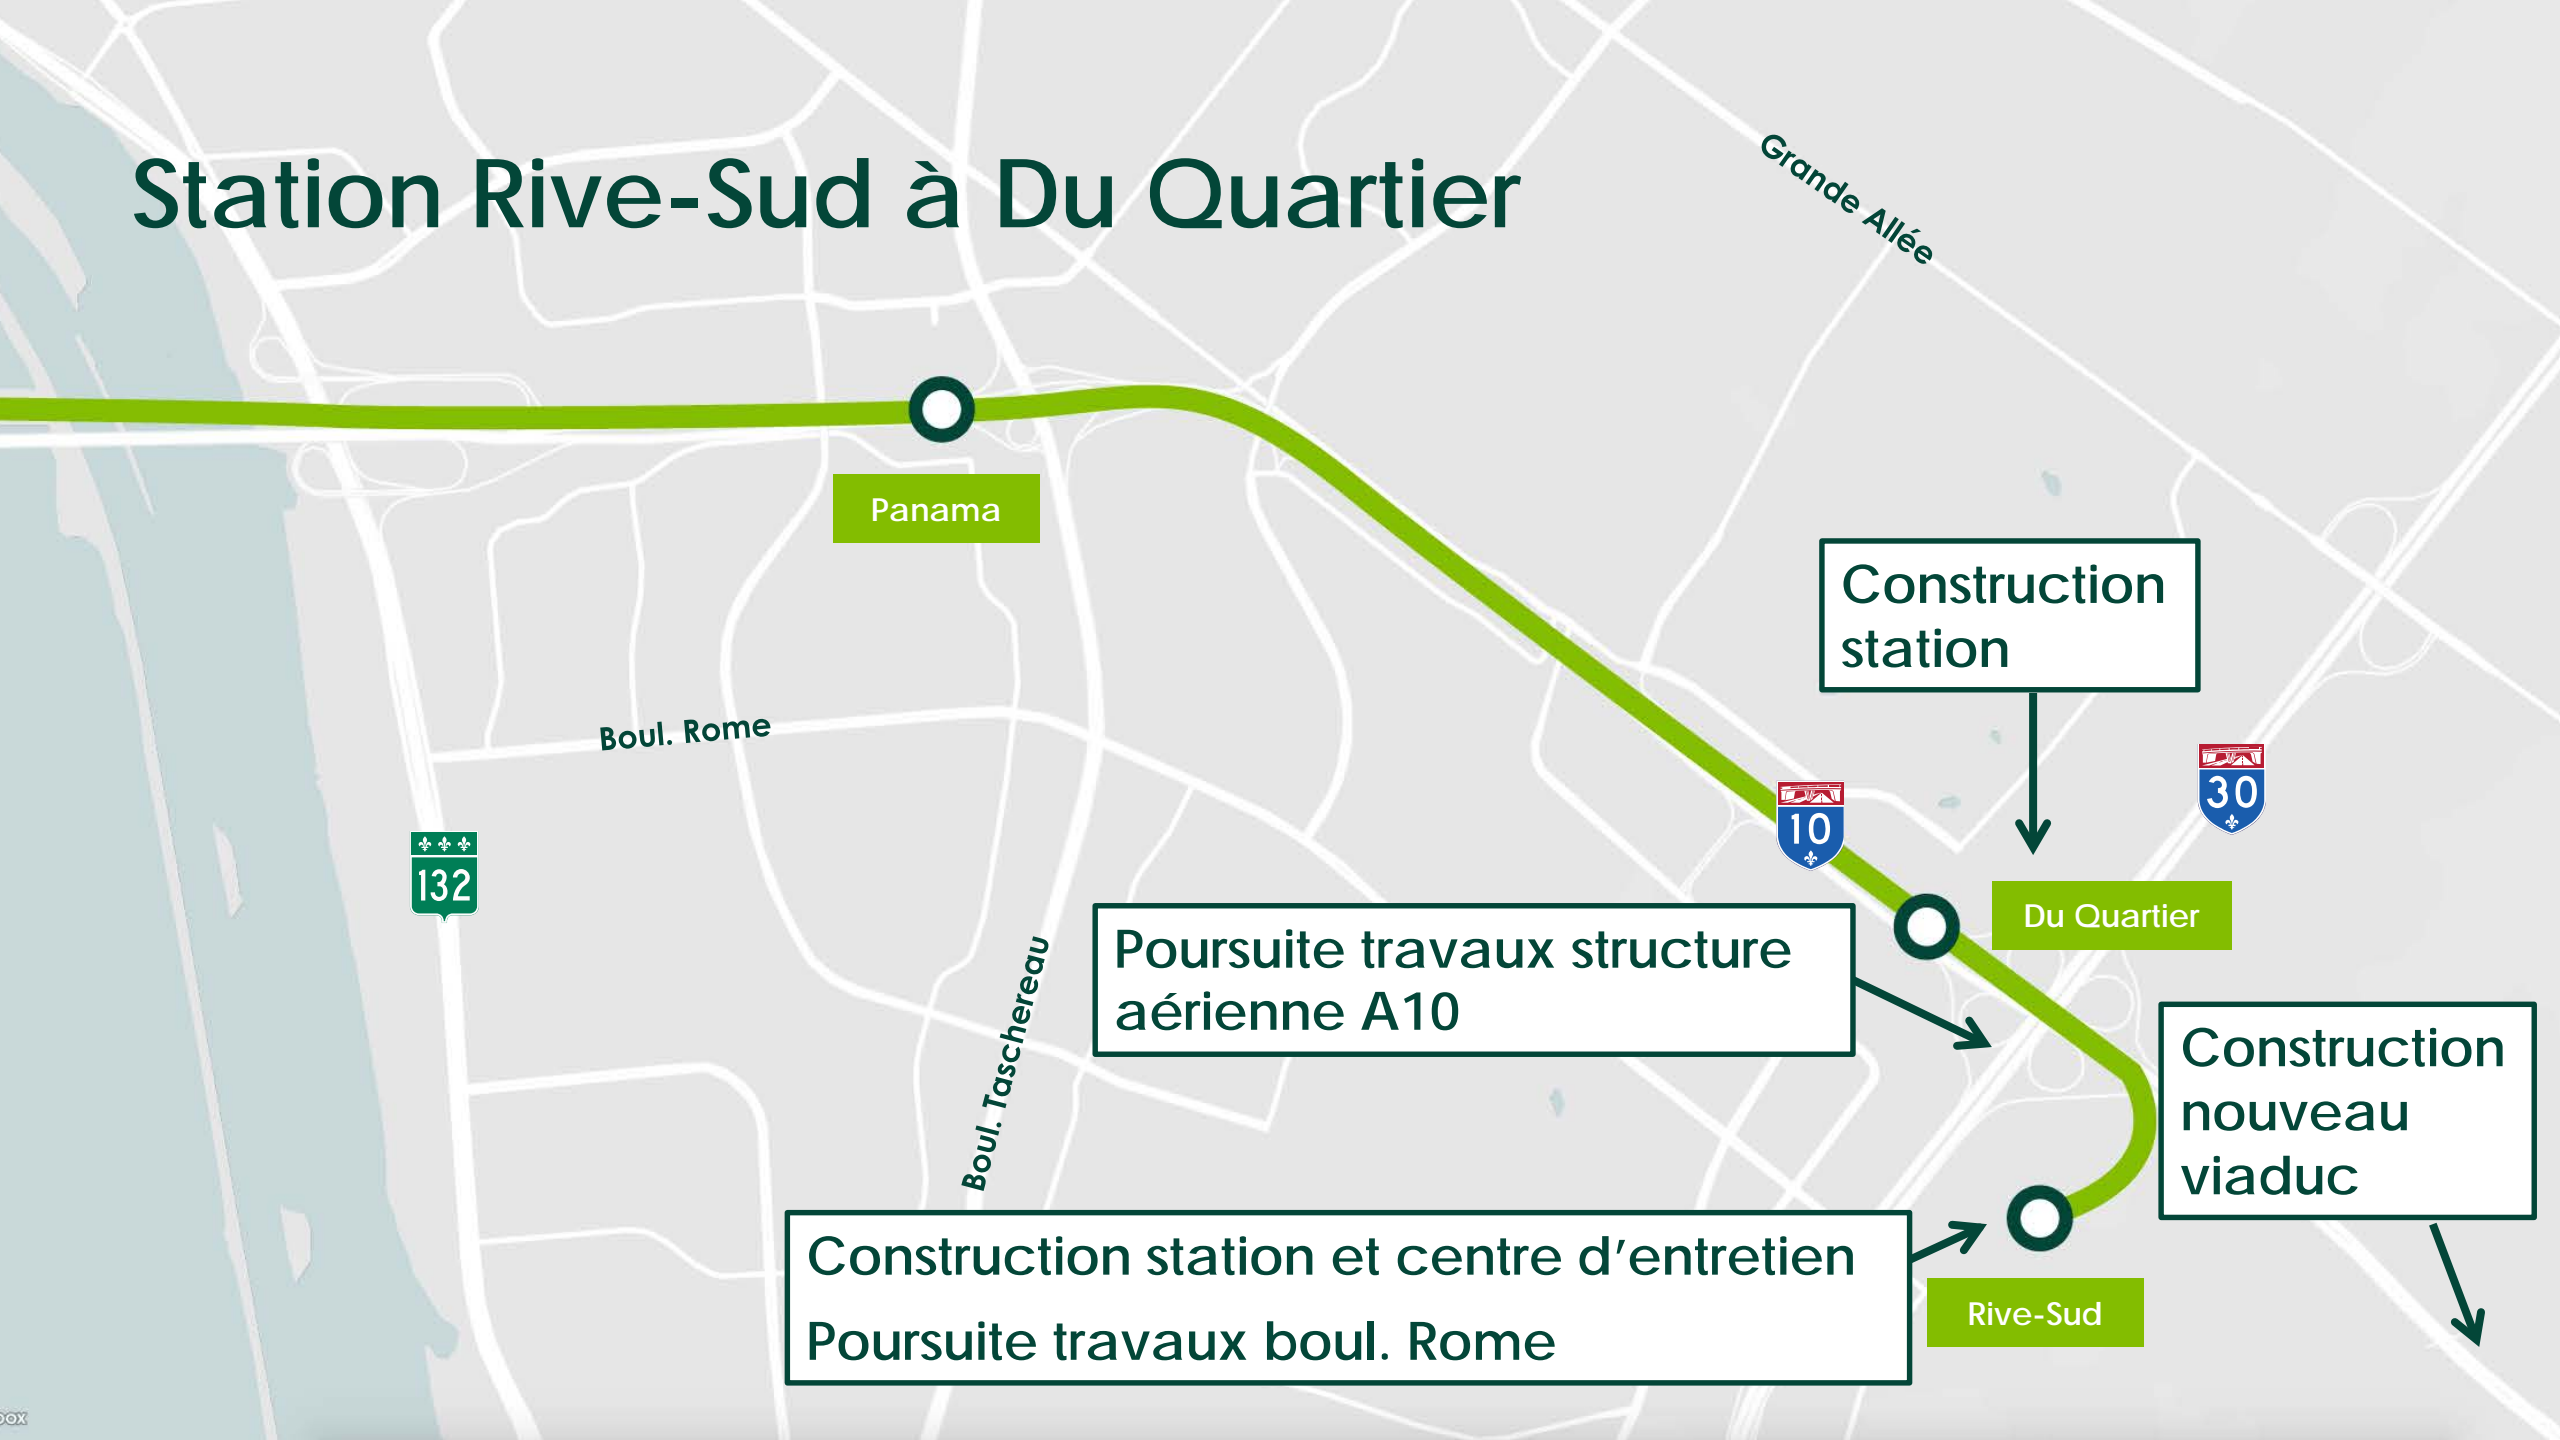 Station Rive-Sud à Du Quartier
Grande Allée
Panama
Construction
station
Boul. Rome
30
10
132
Du Quartier
Poursuite travaux structure
aérienne A10
Boul. Taschereau
Construction
nouveau
viaduc
Construction station et centre d'entretien
Poursuite travaux boul. Rome
Rive-Sud